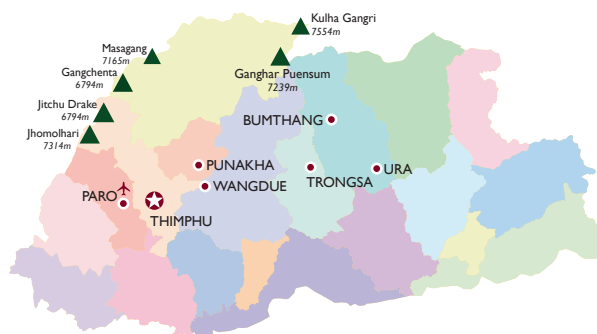 Kulha Gangri
7554m
Masagang
7165m
Gangchenta
6794m
Ganghar Puensum
7239m
Jitchu Drake
6794m
Jhomolhari
7314m
BUMTHANG
PUNAKHA
TRONGSA
URA
WANGDUE
PARO
THIMPHU